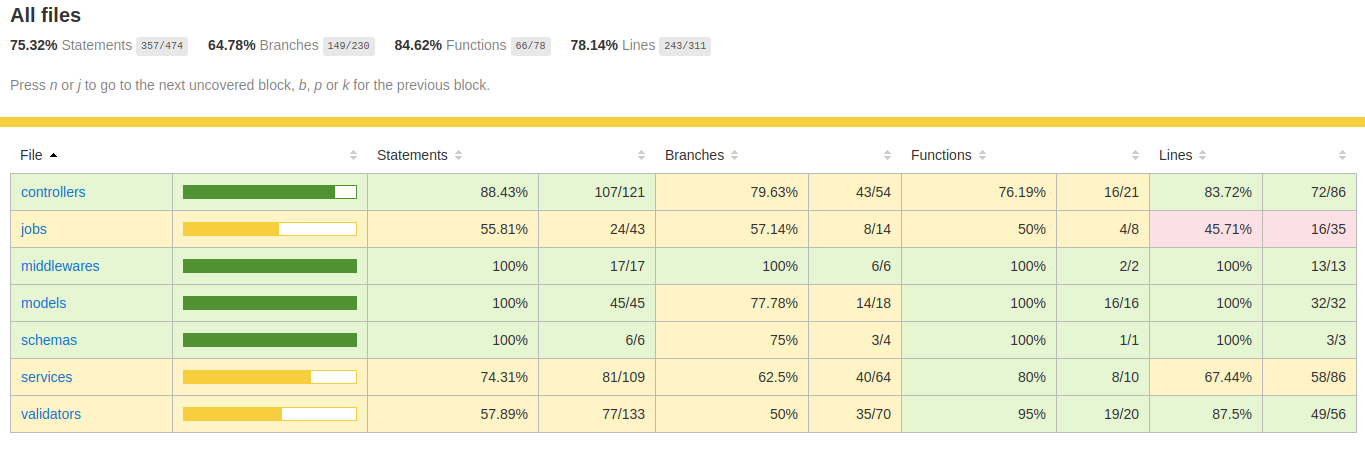 All files
75.32% Statements 357/474 64.78% Branches 149/230 84.62% Functions 66/78 78.14% Lines 243/311
Press n or j to go to the next uncovered block, b, p or k for the previous block.
File Statements Branches Functions Lines
controllers 88.43% 107/121 79.63% 43/54 76.19% 16/21 83.72% 72/86
jobs 55.81% 24/43 57.14% 8/14 50% 4/8 45.71% 16/35
middlewares 100% 17/17 100% 6/6 100% 2/2 100% 13/13
models 100% 45/45 77.78% 14/18 100% 16/16 100% 32/32
schemas 100% 6/6 75% 3/4 100% 1/1 100% 3/3
services 74.31% 81/109 62.5% 40/64 80% 8/10 67.44% 58/86
validators 57.89% 77/133 50% 35/70 95% 19/20 87.5% 49/56